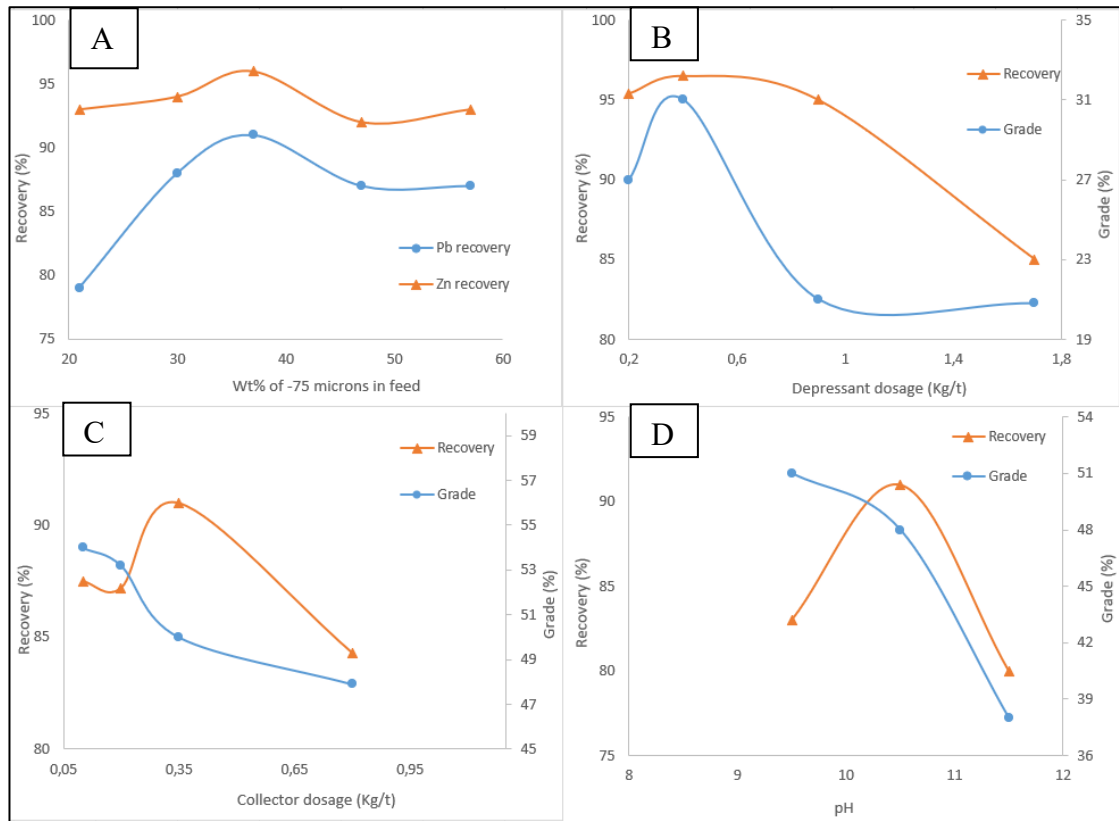 A
100
95
90
85
80
75
Recovery (%)
Pb recovery
Zn recovery
20
30
40
50
60
Wt% of -75 microns in feed
B
100
95
90
85
80
Recovery (%)
Recovery
Grade
35
31
27
23
19
Grade (%)
0,2
0,6
1
1,4
1,8
Depressant dosage (Kg/t)
C
95
90
85
80
Recovery (%)
Recovery
Grade
59
57
55
53
51
49
47
45
Grade (%)
0,05
0,35
0,65
0,95
Collector dosage (Kg/t)
D
95
90
85
80
75
Recovery (%)
Recovery
Grade
54
51
48
45
42
39
36
Grade (%)
8
9
10
11
12
pH